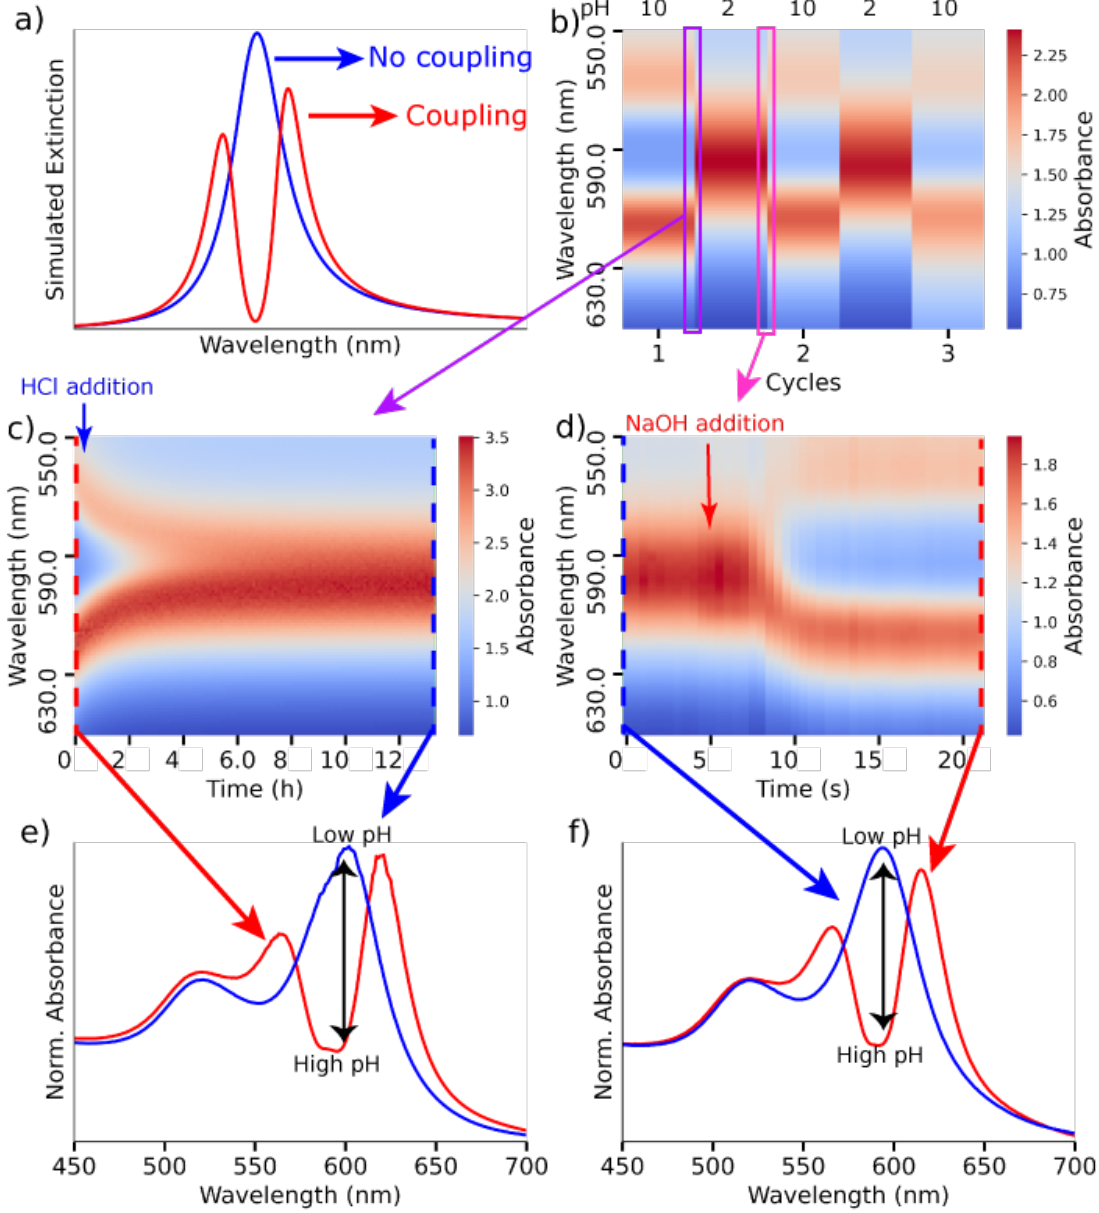 a)
No coupling
Coupling
Simulated Extinction
Wavelength (nm)
b)
pH 10 2 10 2 10
550.0
590.0
630.0
Wavelength (nm)
1 2 3
Cycles
2.25
2.00
1.75
1.50
1.25
1.00
0.75
Absorbance
HCl addition
c)
550.0
590.0
630.0
Wavelength (nm)
0 2 4.0 6.0 8 10 12
Time (h)
3.5
3.0
2.5
2.0
1.5
1.0
Absorbance
d)
NaOH addition
550.0
590.0
630.0
Wavelength (nm)
0 5 10 15 20
Time (s)
1.8
1.6
1.4
1.2
1.0
0.8
0.6
Absorbance
e)
Low pH
High pH
Norm. Absorbance
450 500 550 600 650 700
Wavelength (nm)
f)
Low pH
High pH
Norm. Absorbance
450 500 550 600 650 700
Wavelength (nm)